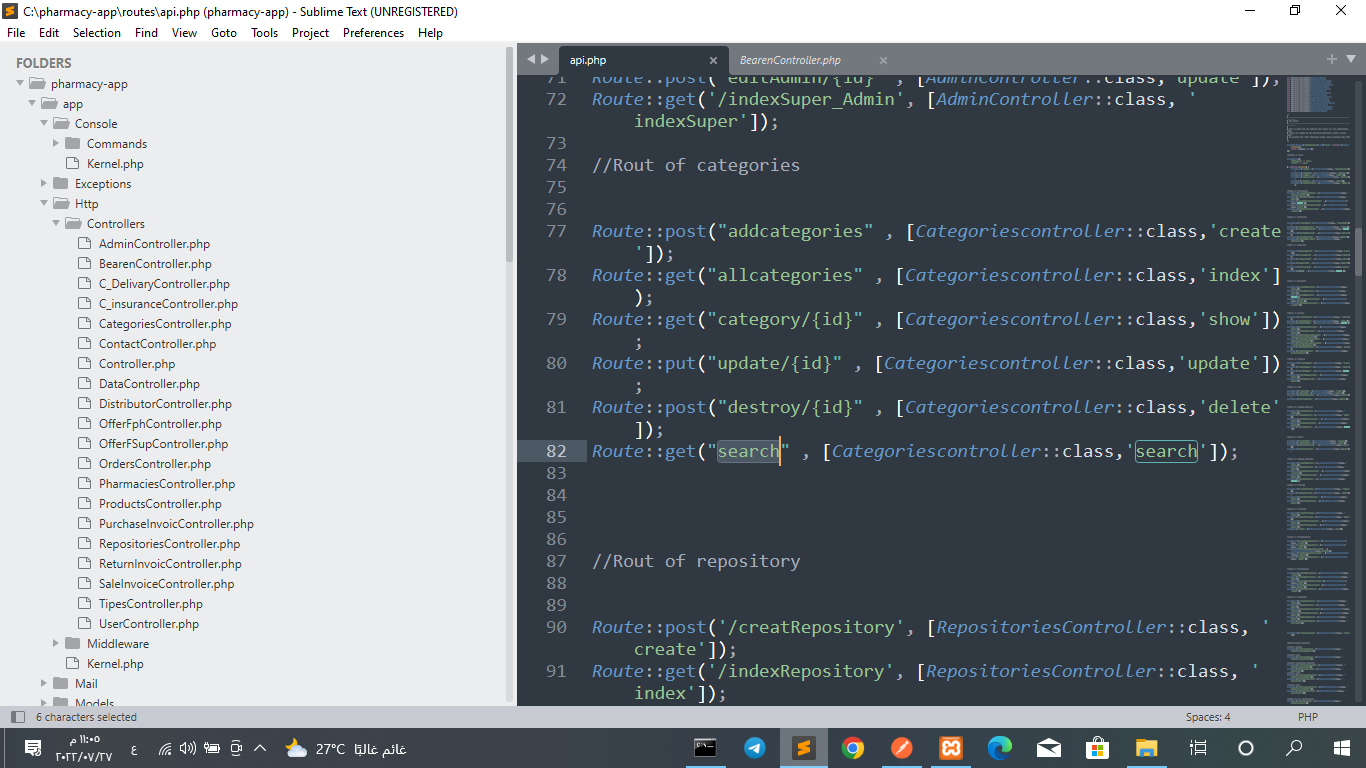 C:\pharmacy-app\routes\api.php (pharmacy-app) - Sublime Text (UNREGISTERED)
File Edit Selection Find View Goto Tools Project Preferences Help
FOLDERS
pharmacy-app
app
Console
Commands
Kernel.php
Exceptions
Http
Controllers
AdminController.php
BearenController.php
C_DelivaryController.php
C_insuranceController.php
CategoriesController.php
ContactController.php
Controller.php
DataController.php
DistributorController.php
OfferFphController.php
OfferFSupController.php
OrdersController.php
PharmaciesController.php
ProductsController.php
PurchaseInvoicController.php
RepositoriesController.php
ReturnInvoicController.php
SaleInvoiceController.php
TipesController.php
UserController.php
Middleware
Kernel.php
Mail
Models
api.php
BearenController.php
71 Route::post("editAdmin/{id}" , [AdminController::class,'update']);
72 Route::get('/indexSuper_Admin', [AdminController::class, '
indexSuper']);
73
74 //Rout of categories
75
76
77 Route::post("addcategories" , [Categoriescontroller::class,'create
']);
78 Route::get("allcategories" , [Categoriescontroller::class,'index']
);
79 Route::get("category/{id}" , [Categoriescontroller::class,'show'])
;
80 Route::put("update/{id}" , [Categoriescontroller::class,'update'])
;
81 Route::post("destroy/{id}" , [Categoriescontroller::class,'delete'
]);
82 Route::get("search" , [Categoriescontroller::class,'search']);
83
84
85
86
87 //Rout of repository
88
89
90 Route::post('/creatRepository', [RepositoriesController::class, '
create']);
91 Route::get('/indexRepository', [RepositoriesController::class, '
index']);
6 characters selected
Spaces: 4
PHP
١١:٠٥ م
٢٠٢٢/٠٧/٢٧
ع
27°C غائم غالبًا